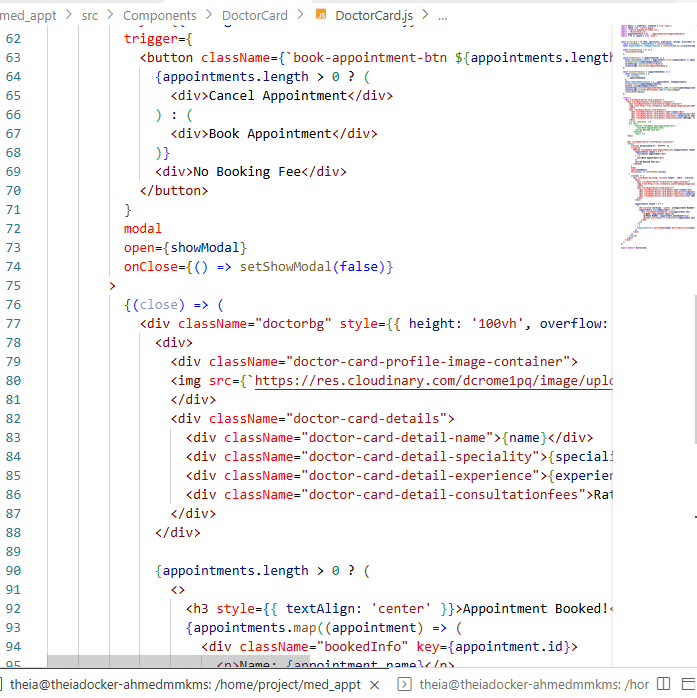 med_appt > src > Components > DoctorCard > DoctorCard.js > ...
62 trigger={
63 <button className={`book-appointment-btn ${appointments.length
64 {appointments.length > 0 ? (
65 <div>Cancel Appointment</div>
66 ) : (
67 <div>Book Appointment</div>
68 )}
69 <div>No Booking Fee</div>
70 </button>
71 }
72 modal
73 open={showModal}
74 onClose={() => setShowModal(false)}
75 >
76 {(close) => (
77 <div className="doctorbg" style={{ height: '100vh', overflow:
78 <div>
79 <div className="doctor-card-profile-image-container">
80 <img src={`https://res.cloudinary.com/dcrome1pq/image/uplo
81 </div>
82 <div className="doctor-card-details">
83 <div className="doctor-card-detail-name">{name}</div>
84 <div className="doctor-card-detail-speciality">{speciali
85 <div className="doctor-card-detail-experience">{experien
86 <div className="doctor-card-detail-consultationfees">Rat
87 </div>
88 </div>
89
90 {appointments.length > 0 ? (
91 <>
92 <h3 style={{ textAlign: 'center' }}>Appointment Booked!<
93 {appointments.map((appointment) => (
94 <div className="bookedInfo" key={appointment.id}>
95 <p>Name: {appointment.name}</p>
theia@theiadocker-ahmedmmkms: /home/project/med_appt × theia@theiadocker-ahmedmmkms: /hor